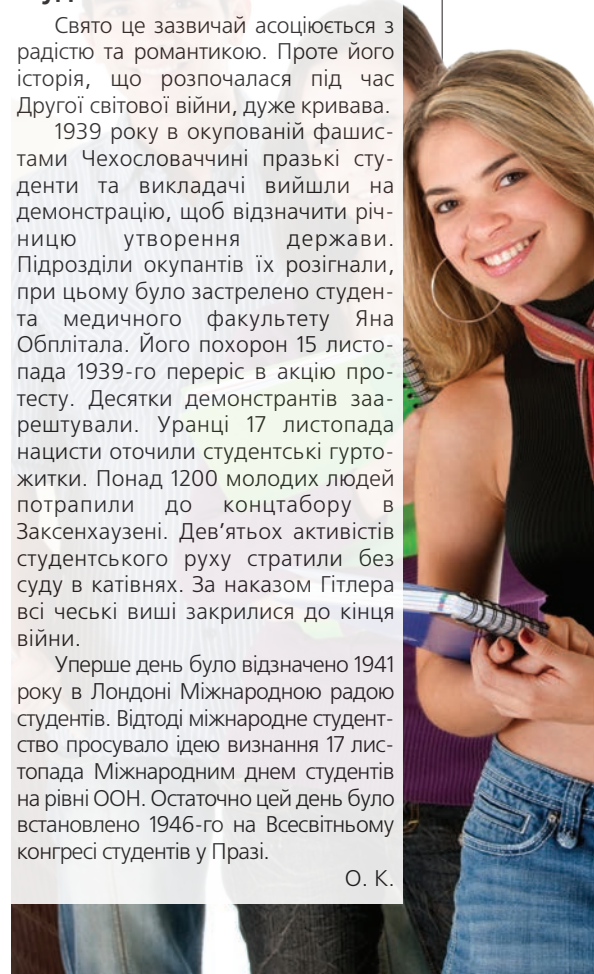 Свято це зазвичай асоціюється з
радістю та романтикою. Проте його
історія, що розпочалася під час
Другої світової війни, дуже кривава.
1939 року в окупованій фашис-
тами Чехословаччині празькі сту-
денти та викладачі вийшли на
демонстрацію, щоб відзначити річ-
ницю утворення держави.
Підрозділи окупантів їх розігнали,
при цьому було застрелено студен-
та медичного факультету Яна
Обплітала. Його похорон 15 листо-
пада 1939-го переріс в акцію про-
тесту. Десятки демонстрантів заа-
рештували. Уранці 17 листопада
нацисти оточили студентські гурто-
житки. Понад 1200 молодих людей
потрапили до концтабору в
Заксенхаузені. Дев’ятьох активістів
студентського руху стратили без
суду в катівнях. За наказом Гітлера
всі чеські виші закрилися до кінця
війни.
Уперше день було відзначено 1941
року в Лондоні Міжнародною радою
студентів. Відтоді міжнародне студент-
ство просувало ідею визнання 17 лис-
топада Міжнародним днем студентів
на рівні ООН. Остаточно цей день було
встановлено 1946-го на Всесвітньому
конгресі студентів у Празі.
О. К.